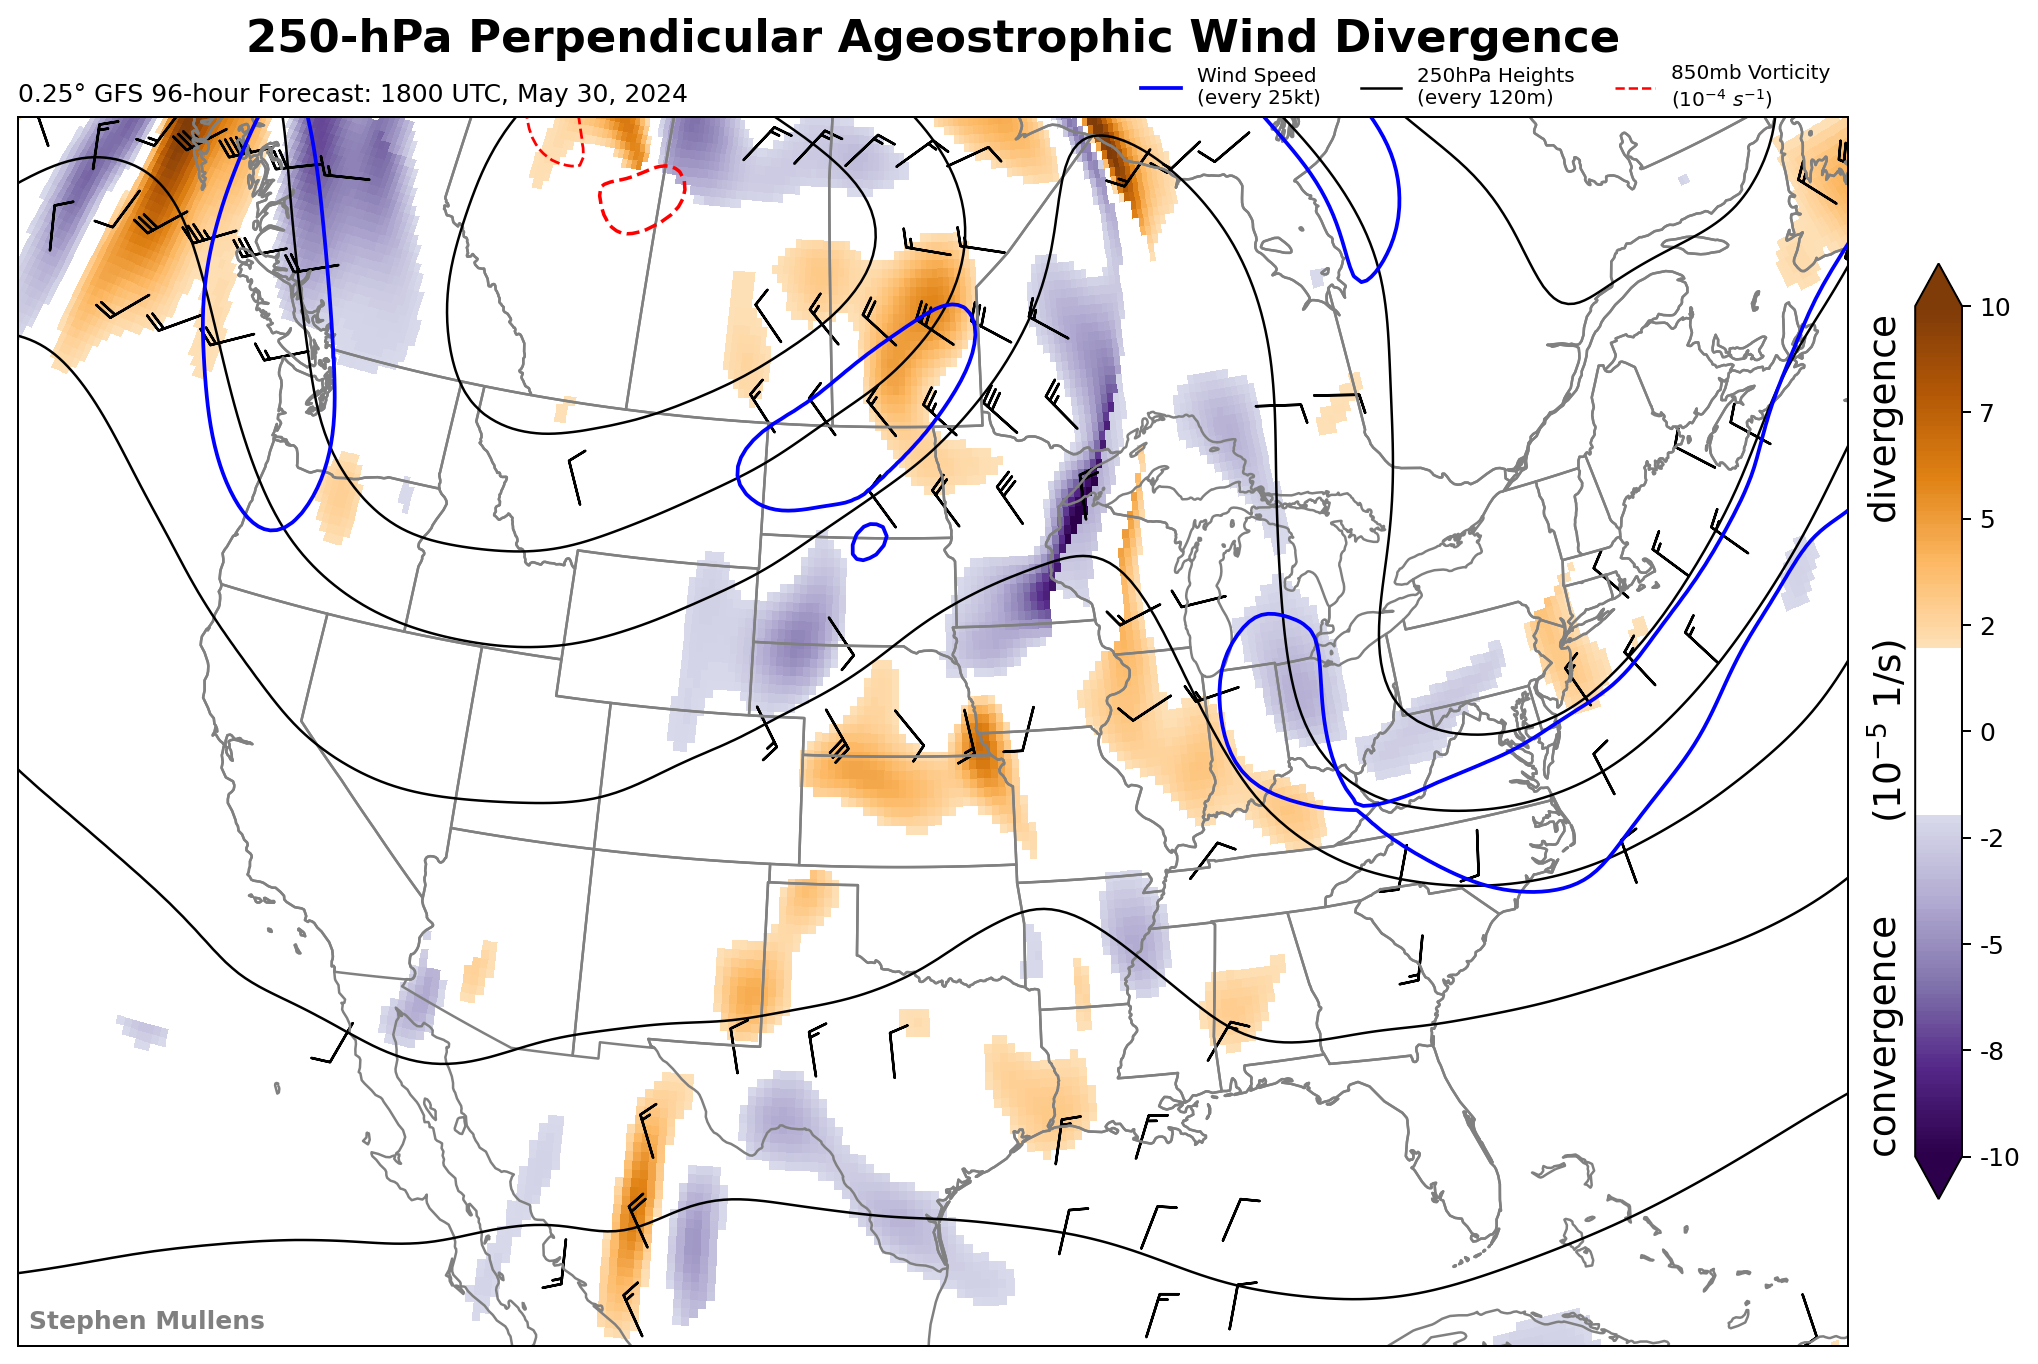 250-hPa Perpendicular Ageostrophic Wind Divergence
0.25° GFS 96-hour Forecast: 1800 UTC, May 30, 2024
Wind Speed
(every 25kt)
250hPa Heights
(every 120m)
850mb Vorticity
(10⁻⁴ s⁻¹)
10
7
5
2
0
-2
-5
-8
-10
convergence (10⁻⁵ 1/s) divergence
Stephen Mullens